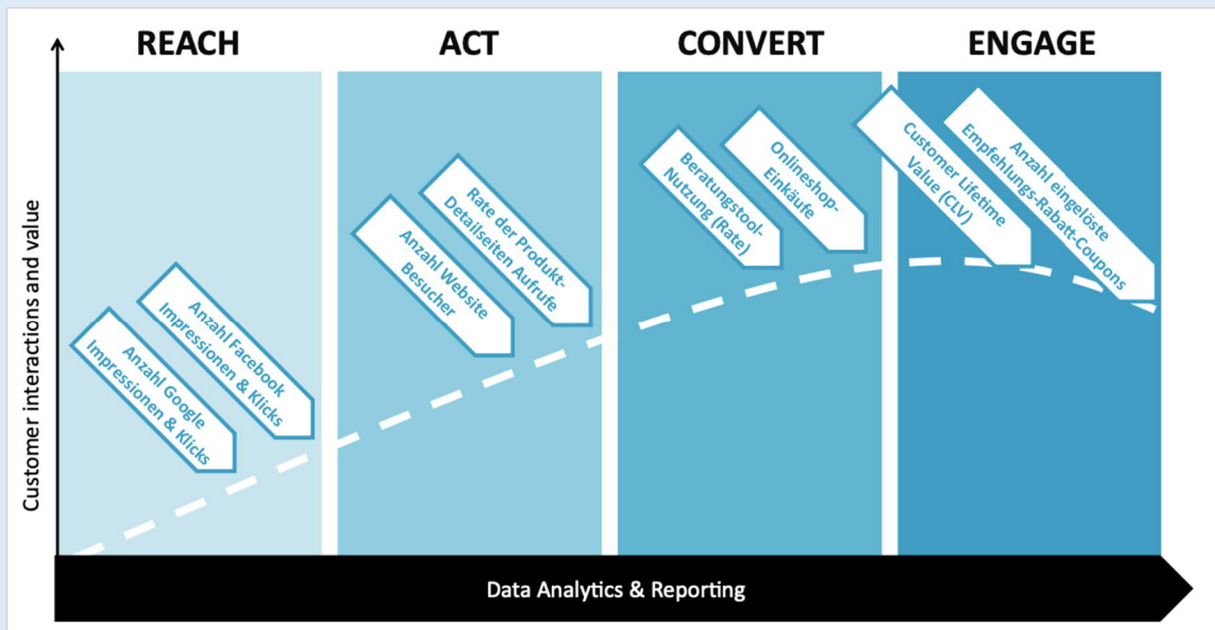 REACH
ACT
CONVERT
ENGAGE
Customer interactions and value
Anzahl Google
Impressionen & Klicks
Anzahl Facebook
Impressionen & Klicks
Anzahl Website
Besucher
Rate der Produkt-
Detailseiten Aufrufe
Beratungstool-
Nutzung (Rate)
Onlineshop-
Einkäufe
Customer Lifetime
Value (CLV)
Anzahl eingelöste
Empfehlungs-Rabatt-Coupons
Data Analytics & Reporting